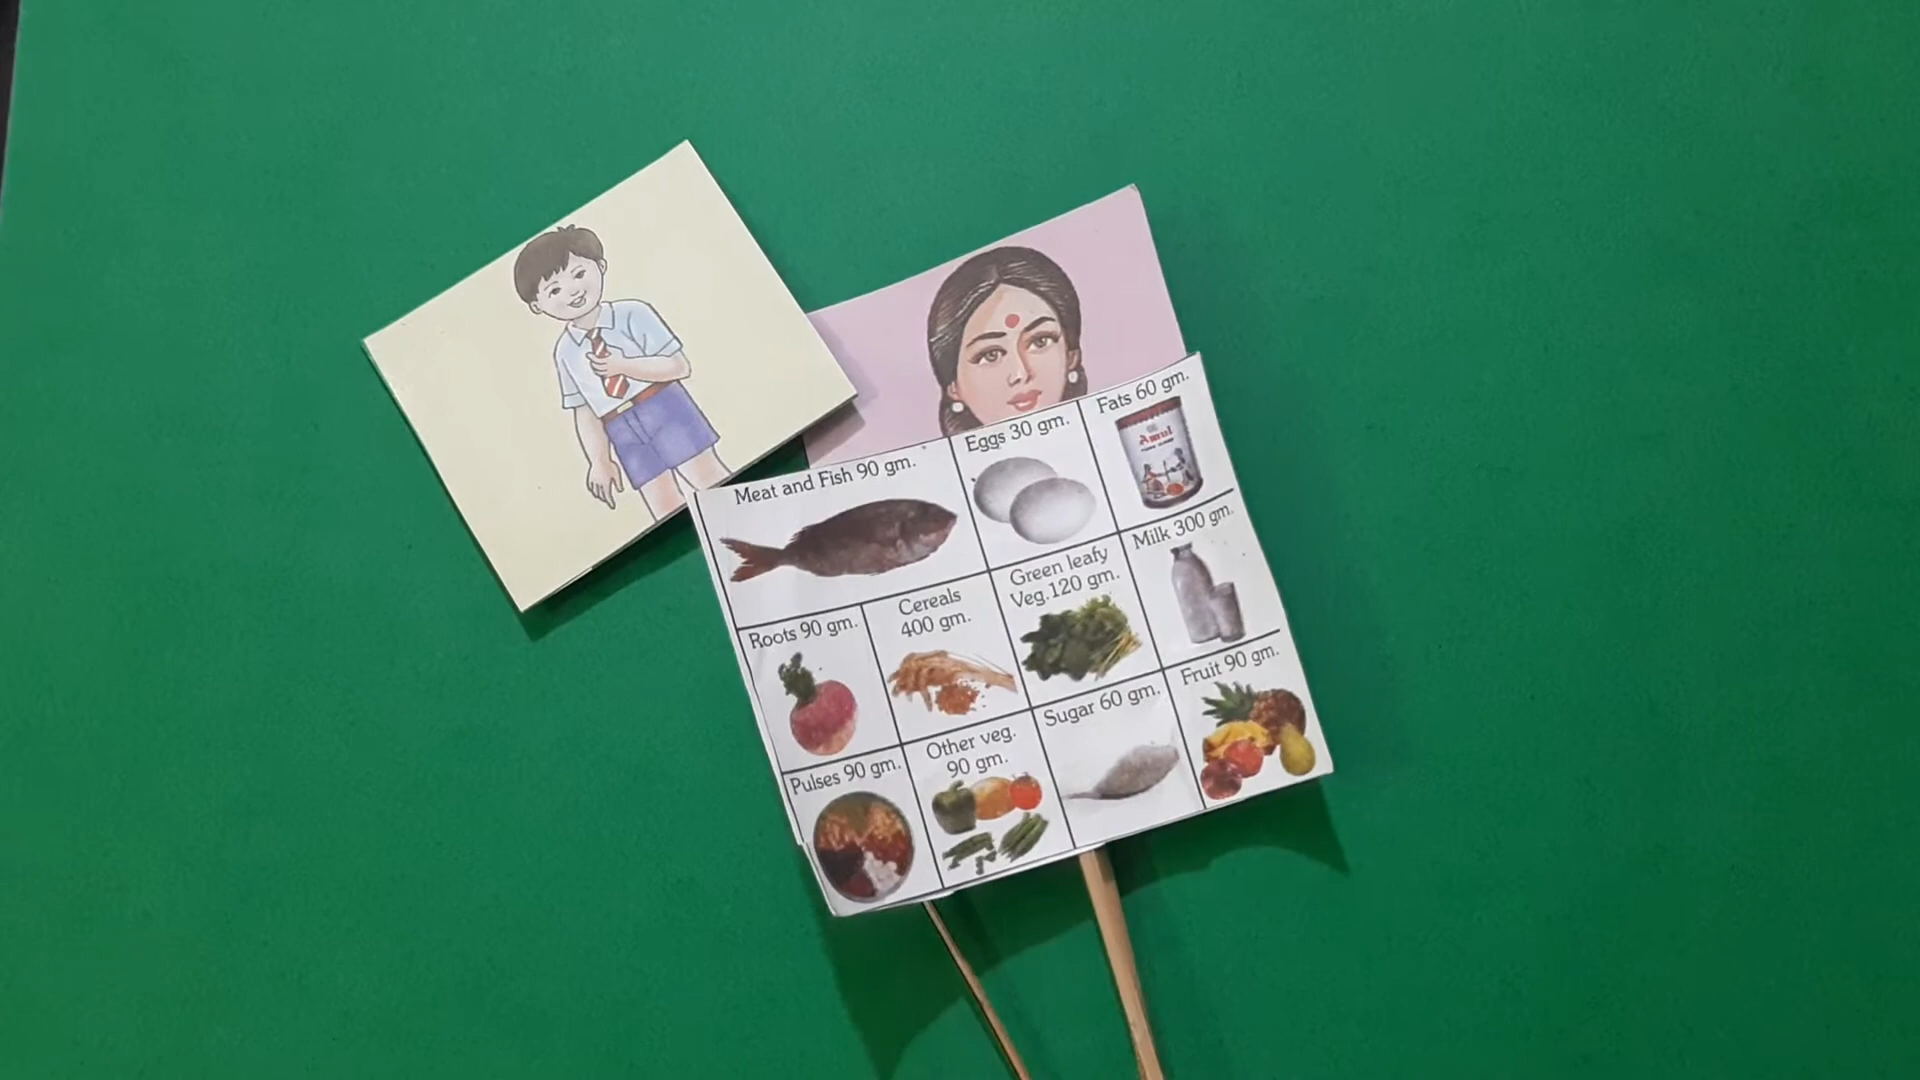 Meat and Fish 90 gm.
Eggs 30 gm.
Fats 60 gm.
Amul
Roots 90 gm.
Cereals
400 gm.
Green leafy
Veg.120 gm.
Milk 300 gm.
Pulses 90 gm.
Other veg.
90 gm.
Sugar 60 gm.
Fruit 90 gm.